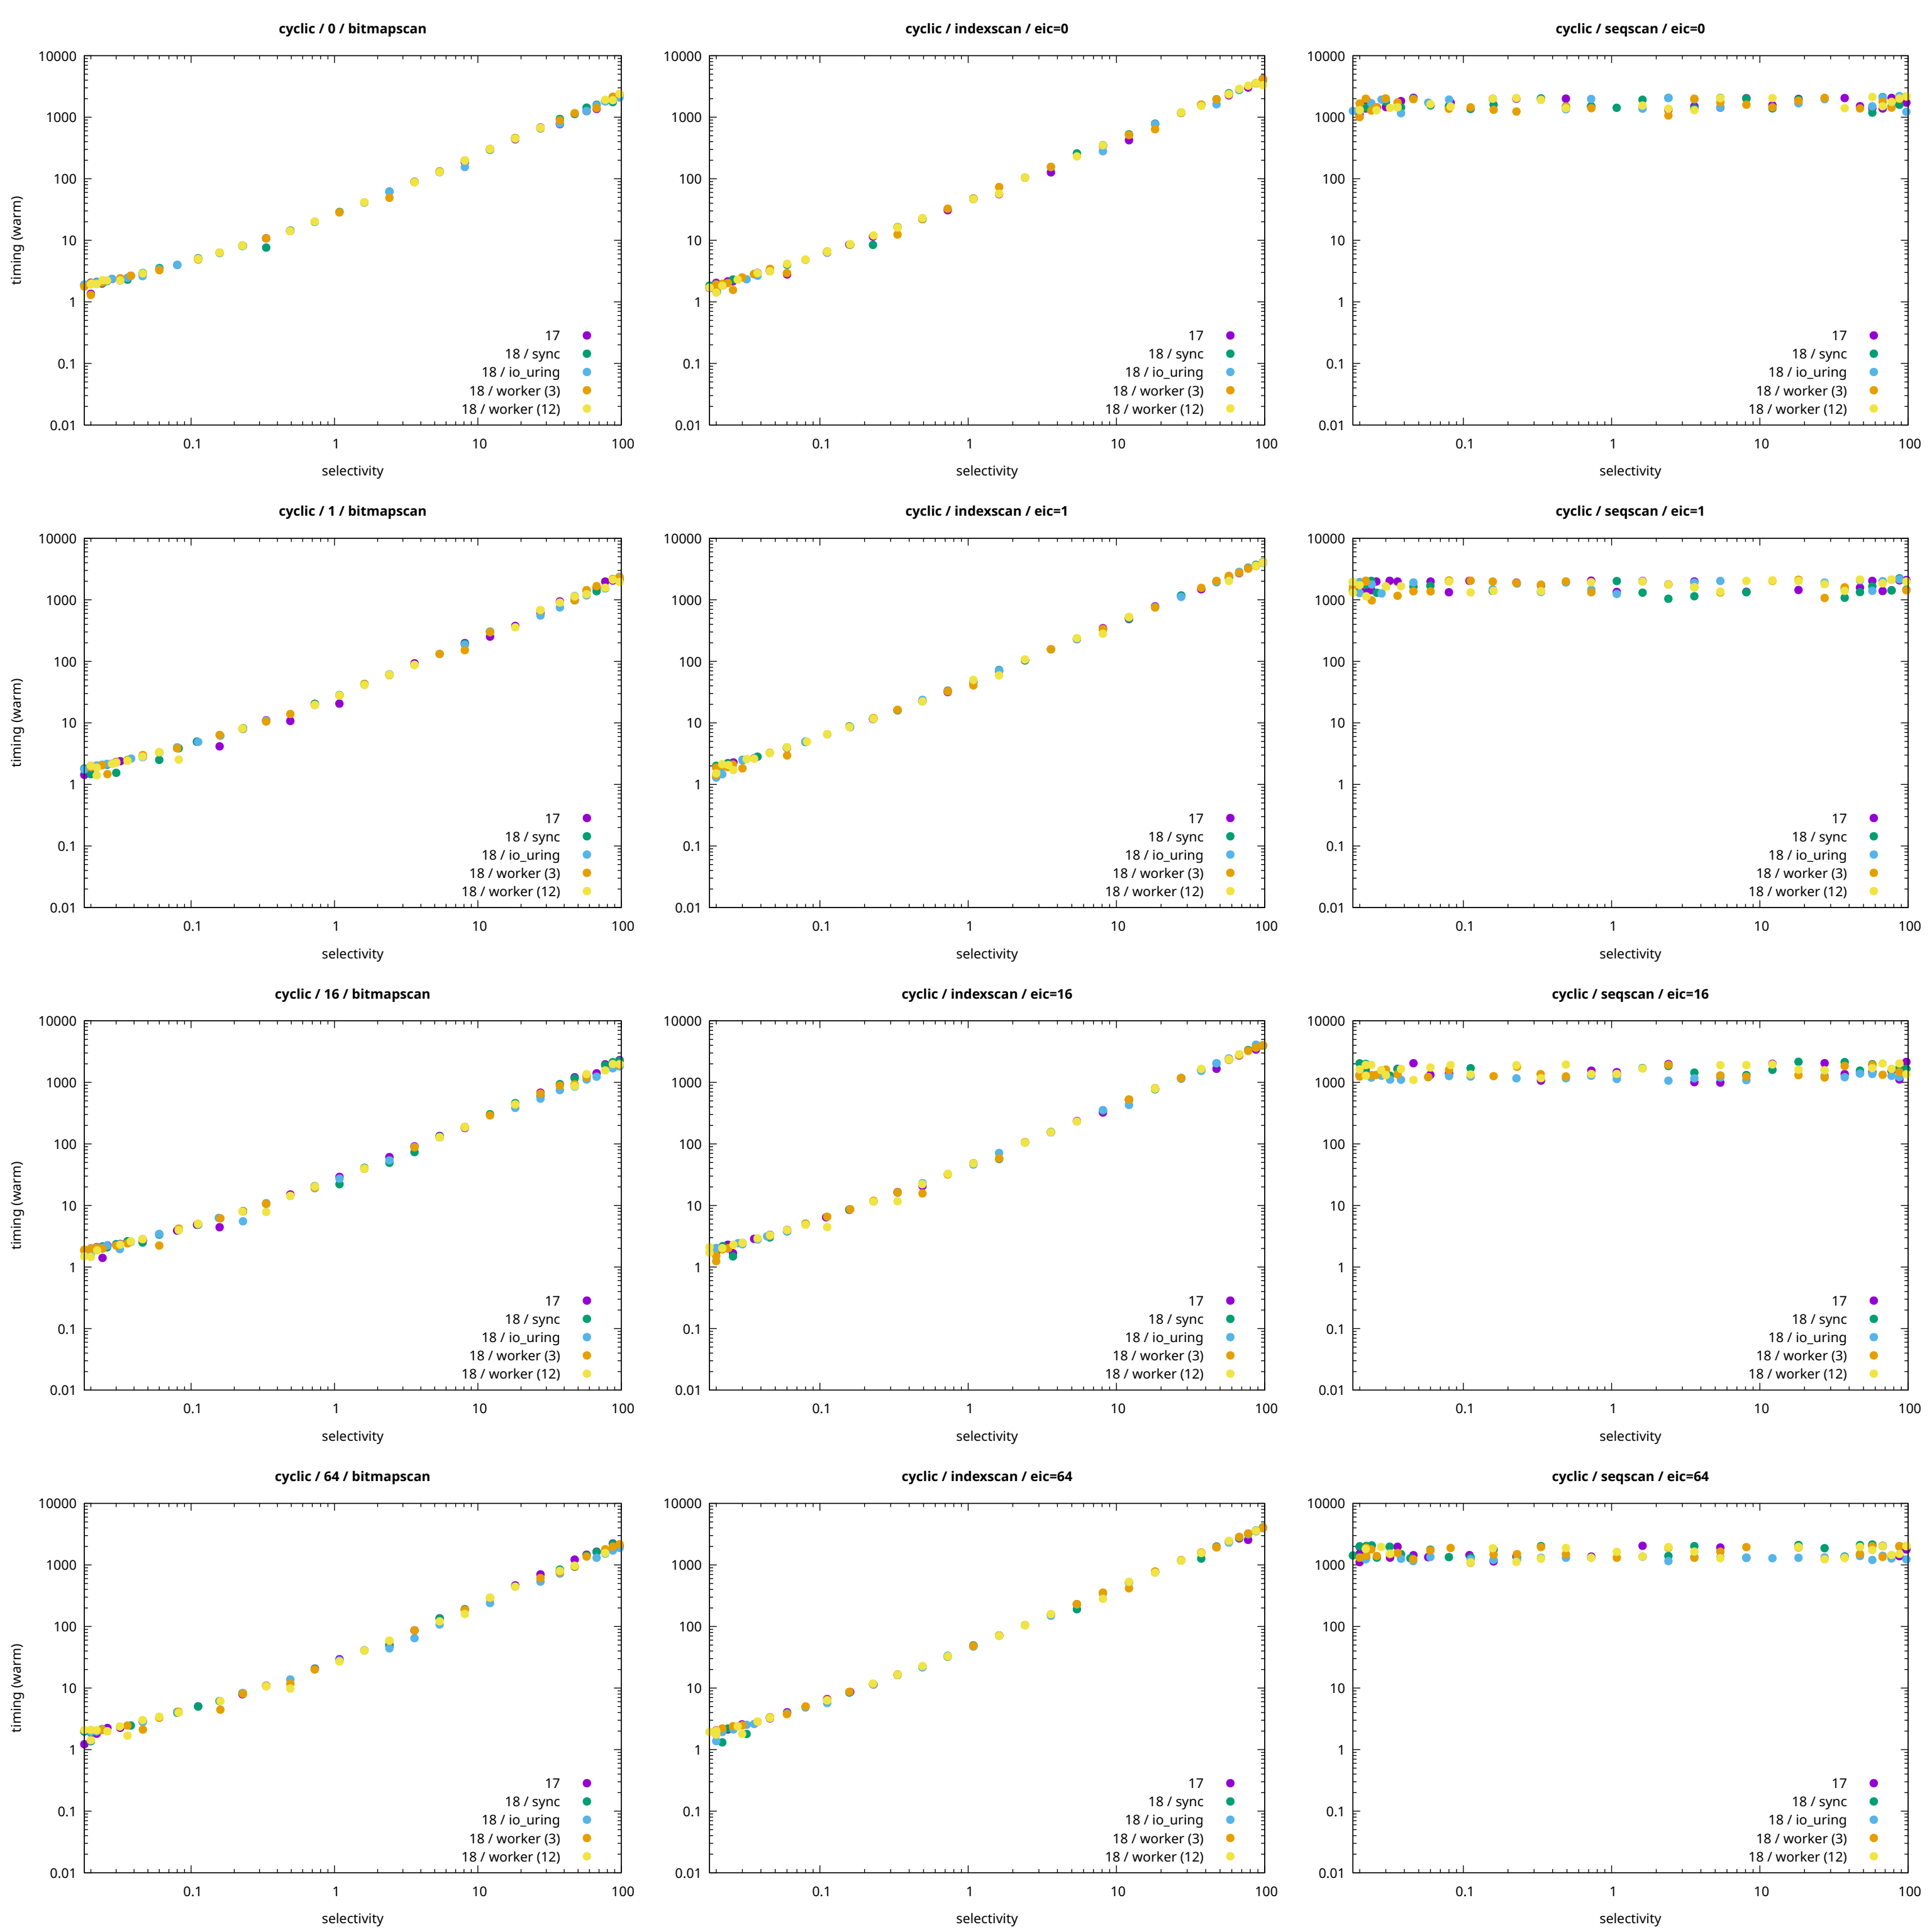 cyclic / 0 / bitmapscan
10000
1000
100
10
1
0.1
0.01
timing (warm)
17
18 / sync
18 / io_uring
18 / worker (3)
18 / worker (12)
0.1
1
10
100
selectivity
cyclic / indexscan / eic=0
10000
1000
100
10
1
0.1
0.01
17
18 / sync
18 / io_uring
18 / worker (3)
18 / worker (12)
0.1
1
10
100
selectivity
cyclic / seqscan / eic=0
10000
1000
100
10
1
0.1
0.01
17
18 / sync
18 / io_uring
18 / worker (3)
18 / worker (12)
0.1
1
10
100
selectivity
cyclic / 1 / bitmapscan
10000
1000
100
10
1
0.1
0.01
timing (warm)
17
18 / sync
18 / io_uring
18 / worker (3)
18 / worker (12)
0.1
1
10
100
selectivity
cyclic / indexscan / eic=1
10000
1000
100
10
1
0.1
0.01
17
18 / sync
18 / io_uring
18 / worker (3)
18 / worker (12)
0.1
1
10
100
selectivity
cyclic / seqscan / eic=1
10000
1000
100
10
1
0.1
0.01
17
18 / sync
18 / io_uring
18 / worker (3)
18 / worker (12)
0.1
1
10
100
selectivity
cyclic / 16 / bitmapscan
10000
1000
100
10
1
0.1
0.01
timing (warm)
17
18 / sync
18 / io_uring
18 / worker (3)
18 / worker (12)
0.1
1
10
100
selectivity
cyclic / indexscan / eic=16
10000
1000
100
10
1
0.1
0.01
17
18 / sync
18 / io_uring
18 / worker (3)
18 / worker (12)
0.1
1
10
100
selectivity
cyclic / seqscan / eic=16
10000
1000
100
10
1
0.1
0.01
17
18 / sync
18 / io_uring
18 / worker (3)
18 / worker (12)
0.1
1
10
100
selectivity
cyclic / 64 / bitmapscan
10000
1000
100
10
1
0.1
0.01
timing (warm)
17
18 / sync
18 / io_uring
18 / worker (3)
18 / worker (12)
0.1
1
10
100
selectivity
cyclic / indexscan / eic=64
10000
1000
100
10
1
0.1
0.01
17
18 / sync
18 / io_uring
18 / worker (3)
18 / worker (12)
0.1
1
10
100
selectivity
cyclic / seqscan / eic=64
10000
1000
100
10
1
0.1
0.01
17
18 / sync
18 / io_uring
18 / worker (3)
18 / worker (12)
0.1
1
10
100
selectivity